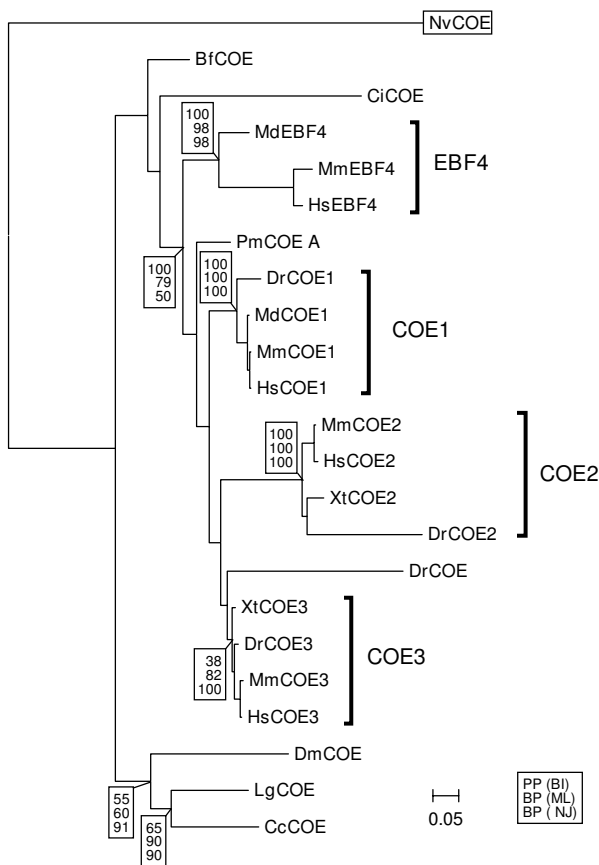 NvCOE
BfCOE
CiCOE
100
98
98
MdEBF4
MmEBF4
HsEBF4
EBF4
PmCOE A
100
79
50
100
100
100
DrCOE1
MdCOE1
MmCOE1
HsCOE1
COE1
MmCOE2
100
100
100
HsCOE2
XtCOE2
DrCOE2
COE2
DrCOE
XtCOE3
DrCOE3
MmCOE3
HsCOE3
COE3
38
82
100
DmCOE
LgCOE
CcCOE
55
60
91
65
90
90
0.05
PP (BI)
BP (ML)
BP ( NJ)